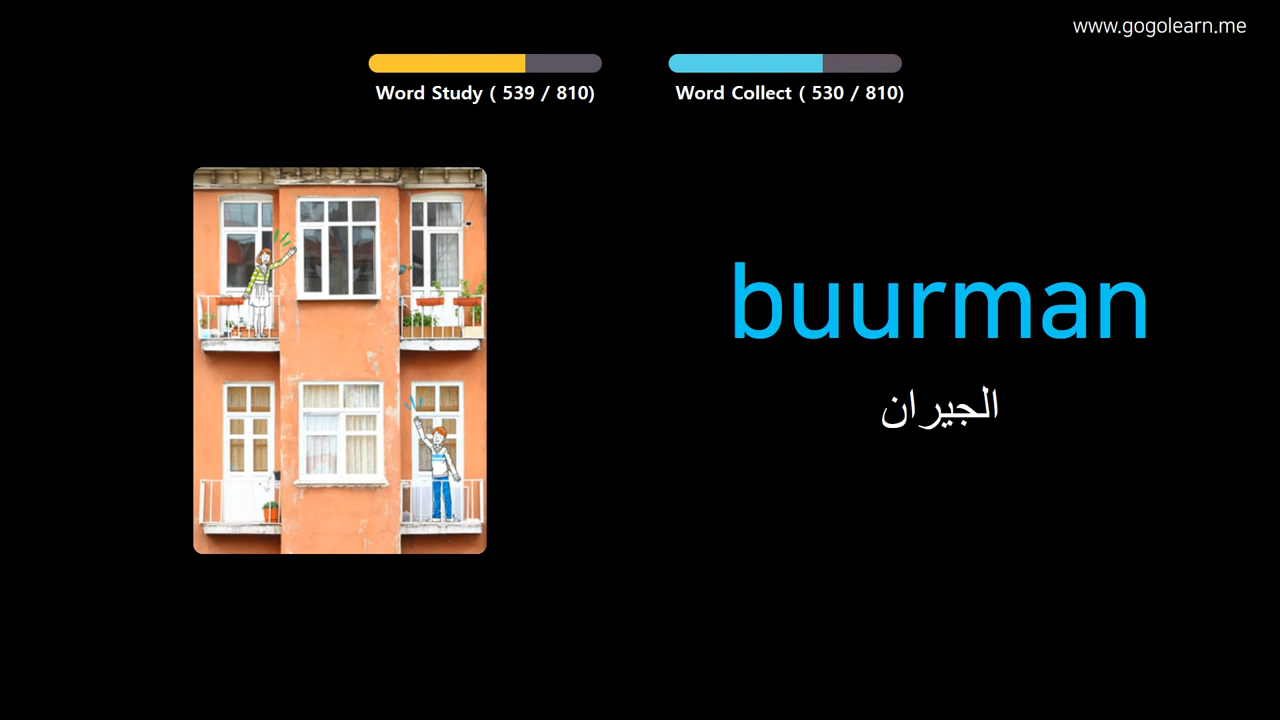 www.gogolearn.me
Word Study ( 539 / 810)
Word Collect ( 530 / 810)
buurman
الجيران